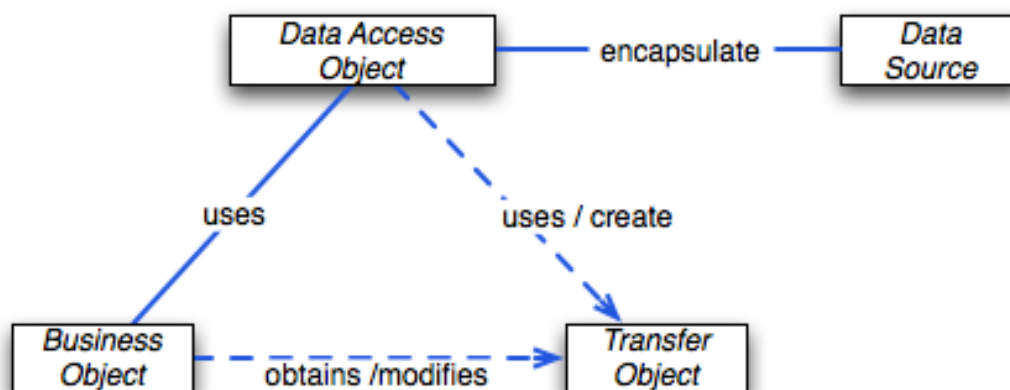 Data Access
Object
encapsulate
Data
Source
uses
uses / create
Business
Object
obtains /modifies
Transfer
Object